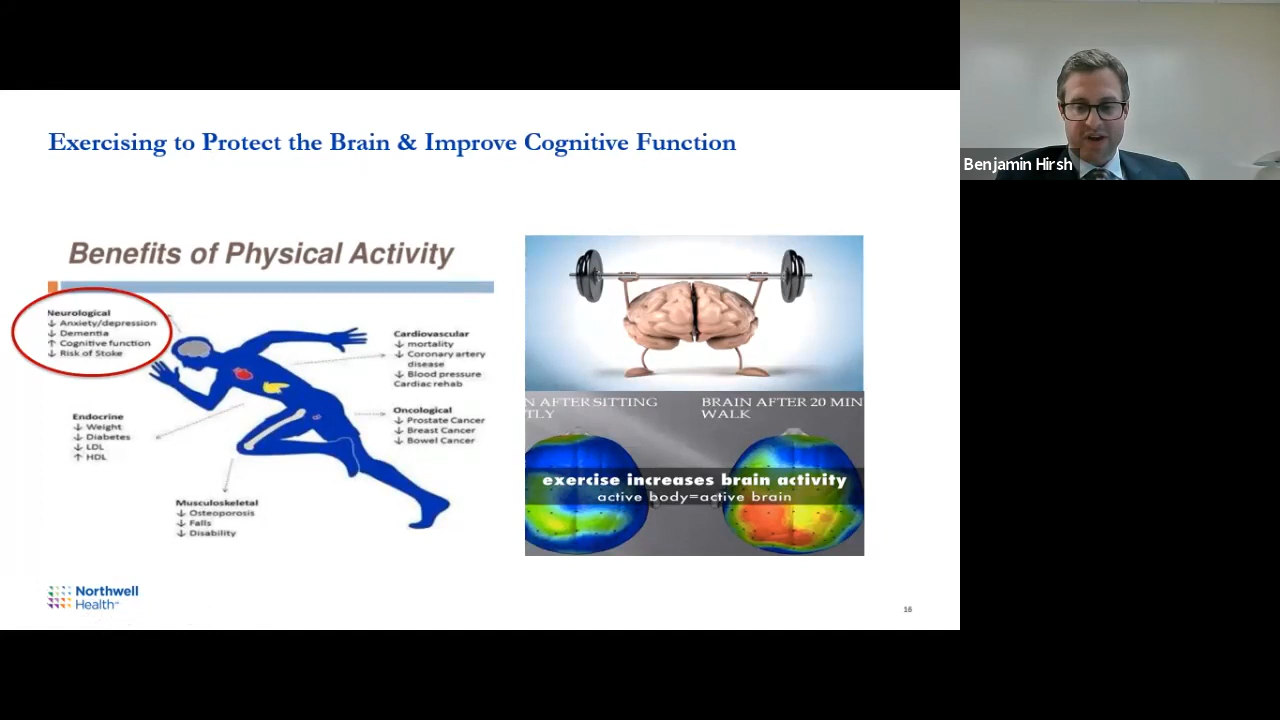 Exercising to Protect the Brain & Improve Cognitive Function
Benefits of Physical Activity
Neurological
↓ Anxiety/depression
↓ Dementia
↑ Cognitive function
↓ Risk of Stoke
Cardiovascular
↓ mortality
↓ Coronary artery
disease
↓ Blood pressure
Cardiac rehab
Endocrine
↓ Weight
↓ Diabetes
↓ LDL
↑ HDL
Oncological
↓ Prostate Cancer
↓ Breast Cancer
↓ Bowel Cancer
Musculoskeletal
↓ Osteoporosis
↓ Falls
↓ Disability
N AFTER SITTING
TLY
BRAIN AFTER 20 MIN
WALK
exercise increases brain activity
active body=active brain
Northwell
Health℠
16
Benjamin Hirsh